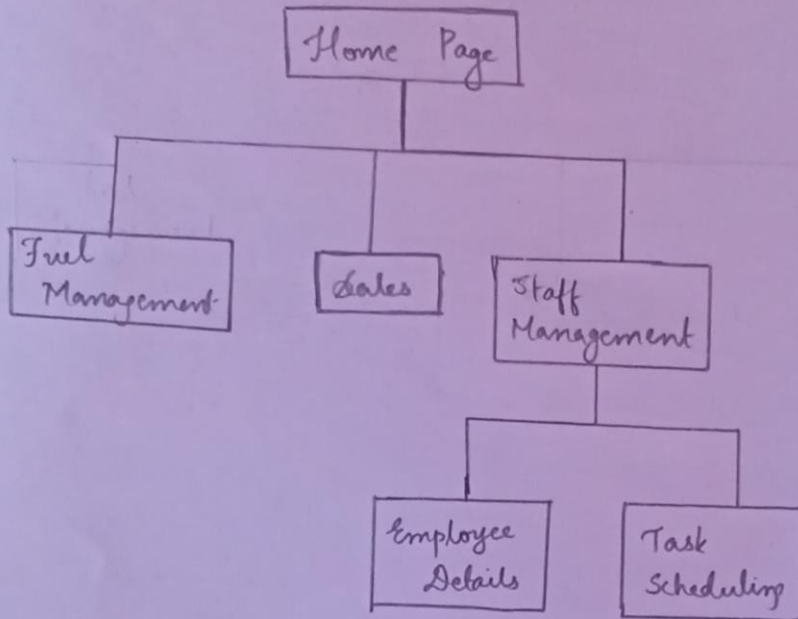 Home Page
Fuel
Management
Sales
Staff
Management
Employee
Details
Task
Scheduling